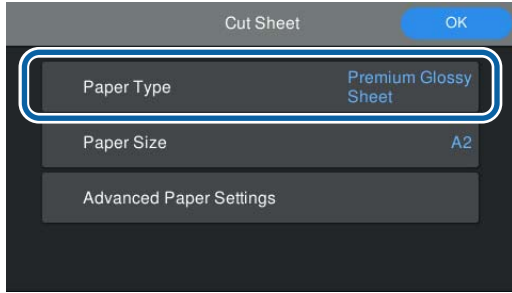 Cut Sheet
OK
Paper Type
Premium Glossy
Sheet
Paper Size
A2
Advanced Paper Settings